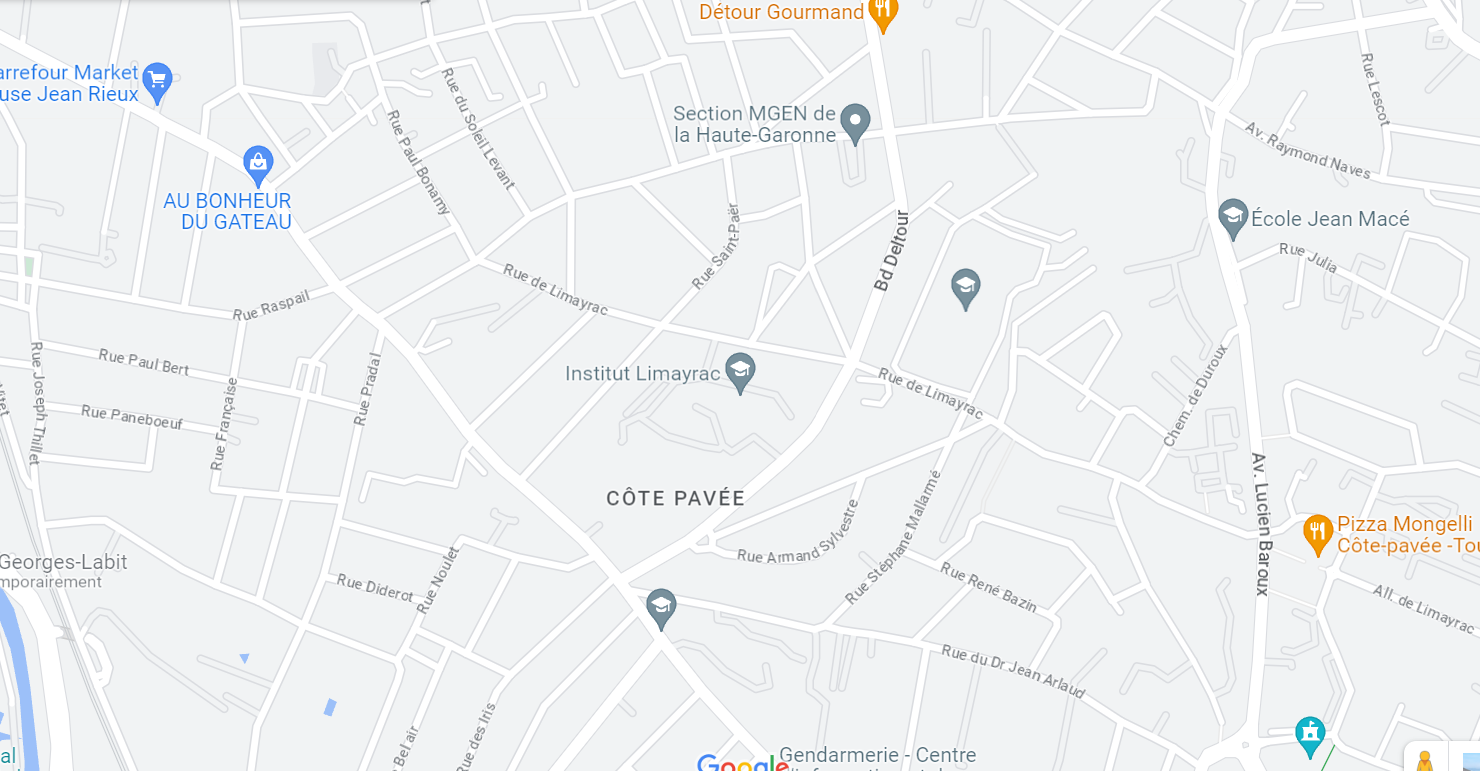 Détour Gourmand
arrefour Market
use Jean Rieux
Section MGEN de
la Haute-Garonne
Rue du Soleil Levant
Rue Paul Bonamy
Rue Lescot
Av. Raymond Naves
AU BONHEUR
DU GATEAU
École Jean Macé
Rue Saint-Paër
Bd Deltour
Rue Julia
Rue de Limayrac
Rue Raspail
Rue Joseph Thillet
Rue Paul Bert
Rue Pradal
Rue Française
Rue Paneboeuf
Institut Limayrac
Rue de Limayrac
Chem. de Duroux
CÔTE PAVÉE
Av. Lucien Baroux
Rue Armand Sylvestre
Rue Stéphane Mallarmé
Pizza Mongelli
Côte-pavée -Tou
Georges-Labit
mporairement
Rue Diderot
Rue Noulet
Rue René Bazin
All. de Limayrac
Rue du Dr Jean Arlaud
Rue des Iris
Bel air
al
Google
Gendarmerie - Centre